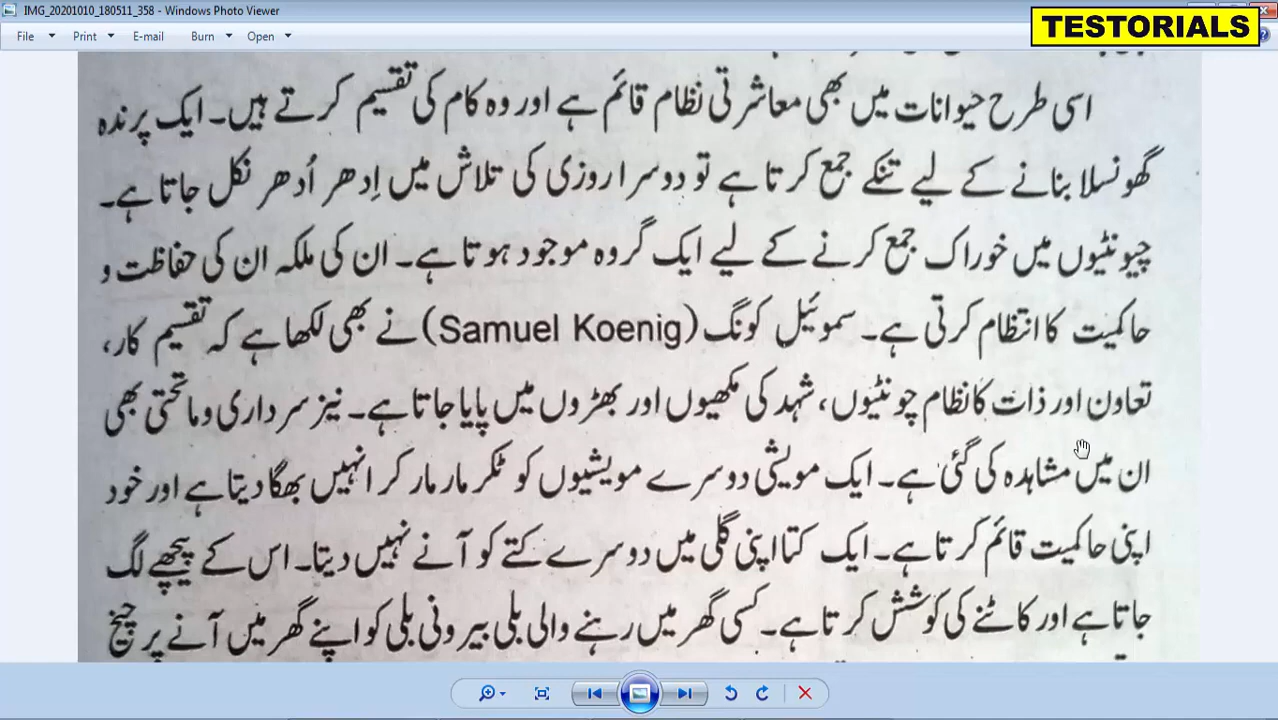 IMG_20201010_180511_358 - Windows Photo Viewer
TESTORIALS
File Print E-mail Burn Open
اسی طرح حیوانات میں بھی معاشرتی نظام قائم ہے اور وہ کام کی تقسیم کرتے ہیں۔ ایک پرندہ
گھونسلا بنانے کے لیے تنکے جمع کرتا ہے تو دوسرا روزی کی تلاش میں اِدھر اُدھر نکل جاتا ہے۔
چیونٹیوں میں خوراک جمع کرنے کے لیے ایک گروہ موجود ہوتا ہے۔ ان کی ملکہ ان کی حفاظت و
حاکمیت کا انتظام کرتی ہے۔ سموئیل کونگ (Samuel Koenig) نے بھی لکھا ہے کہ تقسیم کار،
تعاون اور ذات کا نظام چونٹیوں، شہد کی مکھیوں اور بھڑوں میں پایا جاتا ہے۔ نیز سرداری و ماتحتی بھی
ان میں مشاہدہ کی گئی ہے۔ ایک مویشی دوسرے مویشیوں کو ٹکر مار مار کر انہیں بھگا دیتا ہے اور خود
اپنی حاکمیت قائم کرتا ہے۔ ایک کتا اپنی گلی میں دوسرے کتے کو آنے نہیں دیتا۔ اس کے پیچھے لگ
جاتا ہے اور کاٹنے کی کوشش کرتا ہے۔ کسی گھر میں رہنے والی بلی بیرونی بلی کو اپنے گھر میں آنے پر چیخ